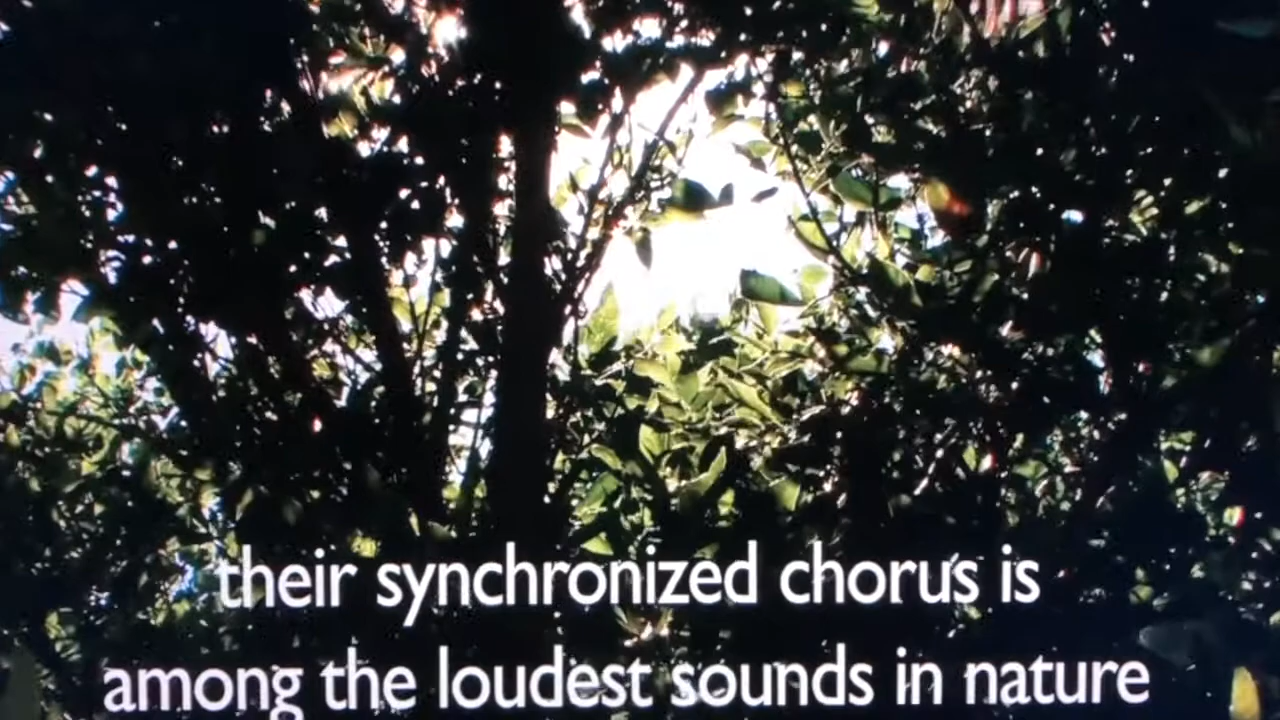 their synchronized chorus is
among the loudest sounds in nature